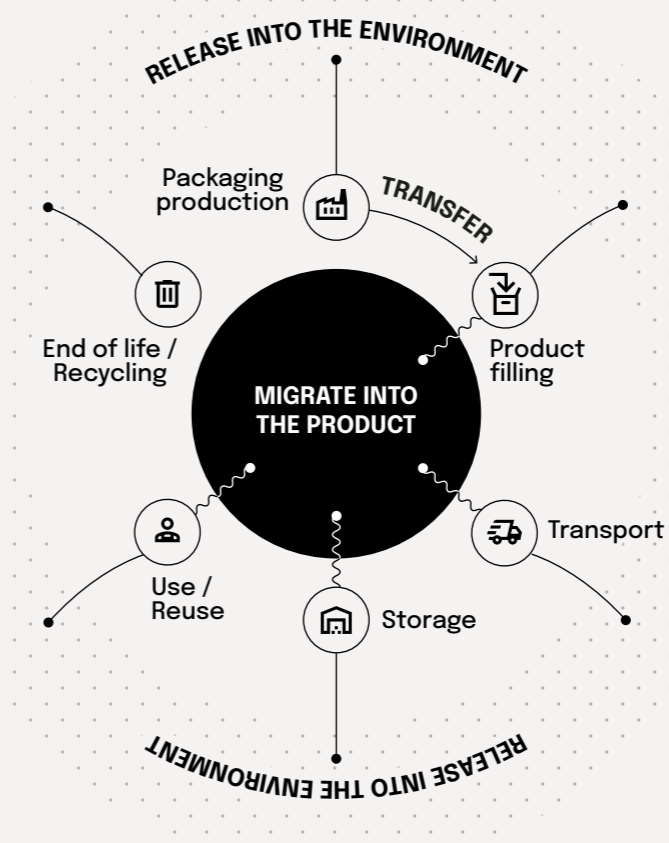 RELEASE INTO THE ENVIRONMENT
Packaging
production
TRANSFER
End of life /
Recycling
Product
filling
MIGRATE INTO
THE PRODUCT
Transport
Use /
Reuse
Storage
RELEASE INTO THE ENVIRONMENT